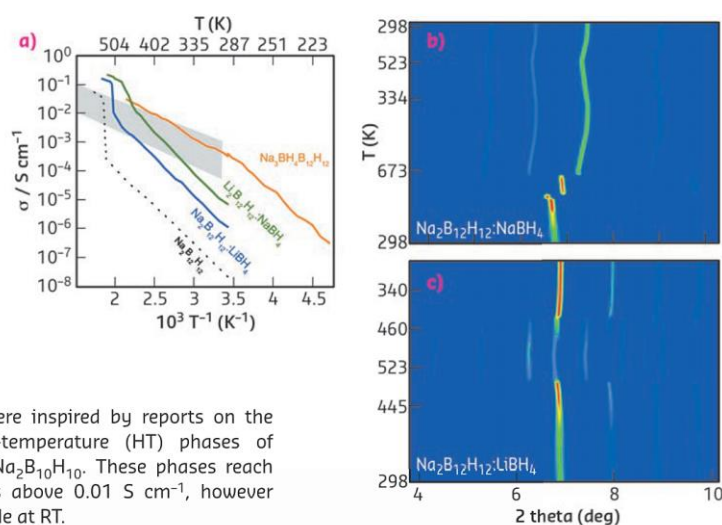 a)
T (K)
504 402 335 287 251 223
10⁰
10⁻¹
10⁻²
10⁻³
10⁻⁴
10⁻⁵
10⁻⁶
10⁻⁷
10⁻⁸
σ / S cm⁻¹
Na₃BH₄B₁₂H₁₂
Li₂B₁₂H₁₂:NaBH₄
Na₂B₁₂H₁₂:LiBH₄
Na₂B₁₂H₁₂
2 2.5 3 3.5 4 4.5
10³ T⁻¹ (K⁻¹)
b)
298
523
334
673
298
T (K)
Na₂B₁₂H₁₂:NaBH₄
c)
340
460
523
445
298
Na₂B₁₂H₁₂:LiBH₄
4 6 8 10
2 theta (deg)
ere inspired by reports on the
-temperature (HT) phases of
Na₂B₁₀H₁₀. These phases reach
s above 0.01 S cm⁻¹, however
le at RT.